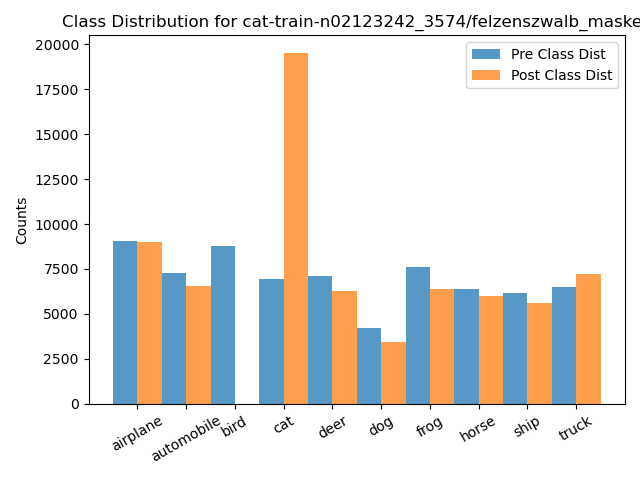 Class Distribution for cat-train-n02123242_3574/felzenszwalb_maske
Pre Class Dist
Post Class Dist
20000
17500
15000
12500
10000
7500
5000
2500
0
Counts
airplane
automobile
bird
cat
deer
dog
frog
horse
ship
truck